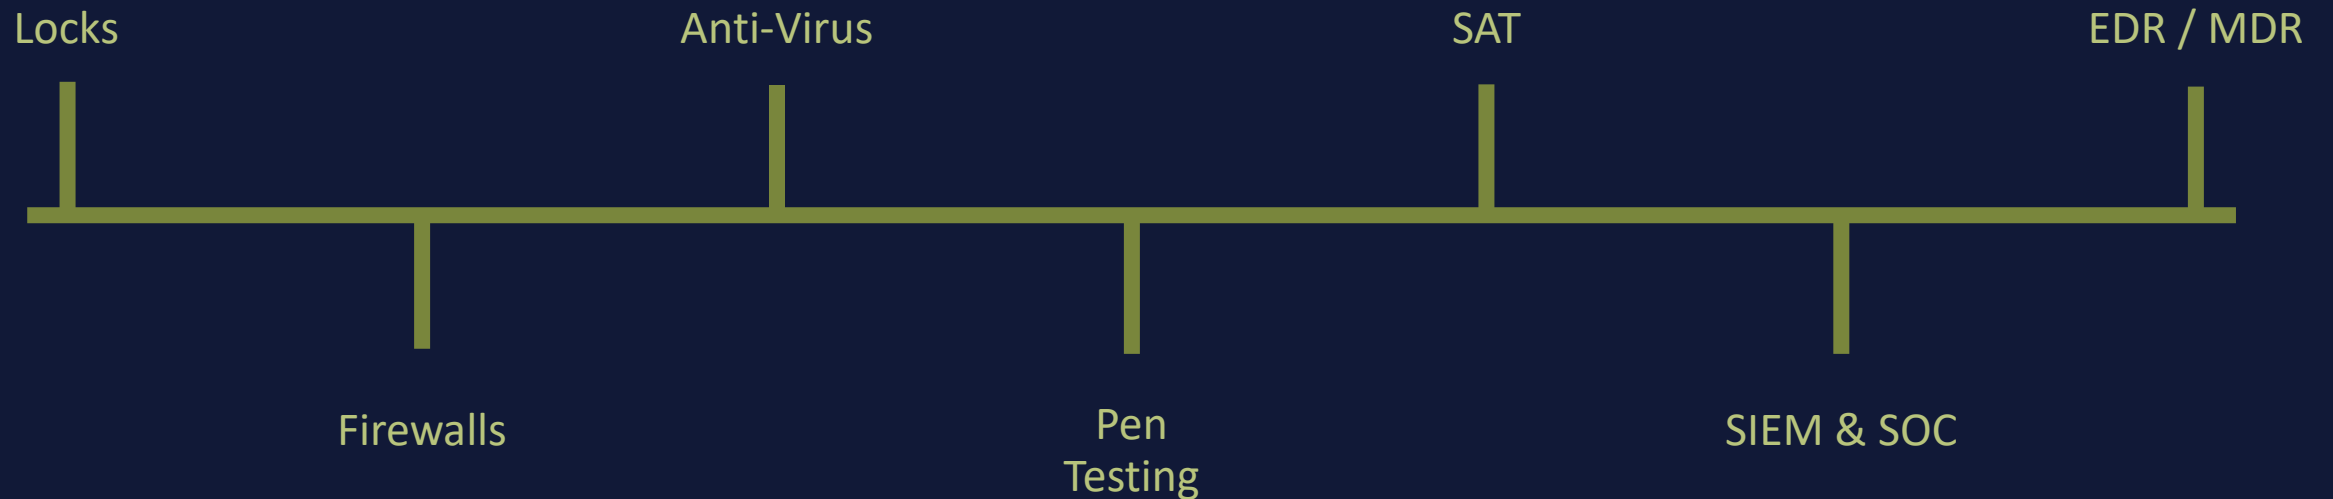 Locks
Anti-Virus
SAT
EDR / MDR
Firewalls
Pen
Testing
SIEM & SOC